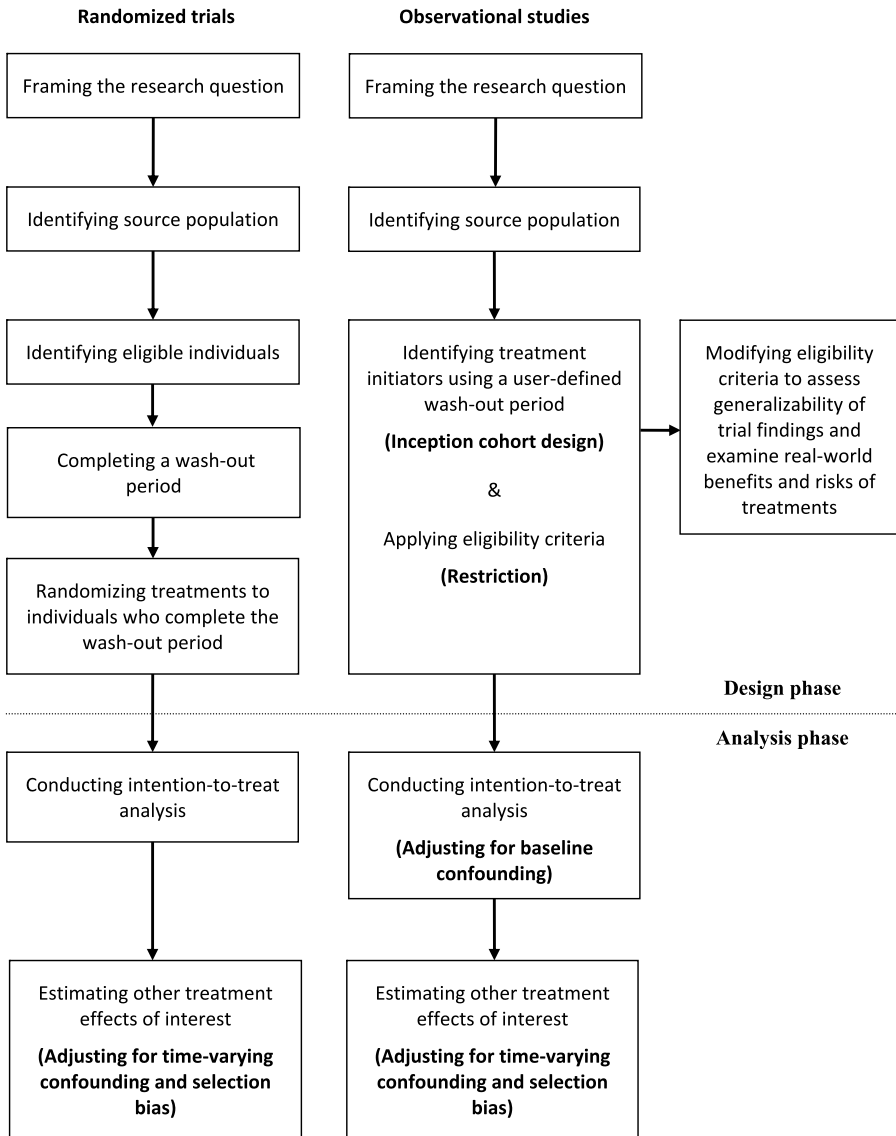 Randomized trials
Framing the research question
Identifying source population
Identifying eligible individuals
Completing a wash-out
period
Randomizing treatments to
individuals who complete the
wash-out period
Conducting intention-to-treat
analysis
Estimating other treatment
effects of interest
(Adjusting for time-varying
confounding and selection
bias)
Observational studies
Framing the research question
Identifying source population
Identifying treatment
initiators using a user-defined
wash-out period
(Inception cohort design)
&
Applying eligibility criteria
(Restriction)
Conducting intention-to-treat
analysis
(Adjusting for baseline
confounding)
Estimating other treatment
effects of interest
(Adjusting for time-varying
confounding and selection
bias)
Modifying eligibility
criteria to assess
generalizability of
trial findings and
examine real-world
benefits and risks of
treatments
Design phase
Analysis phase